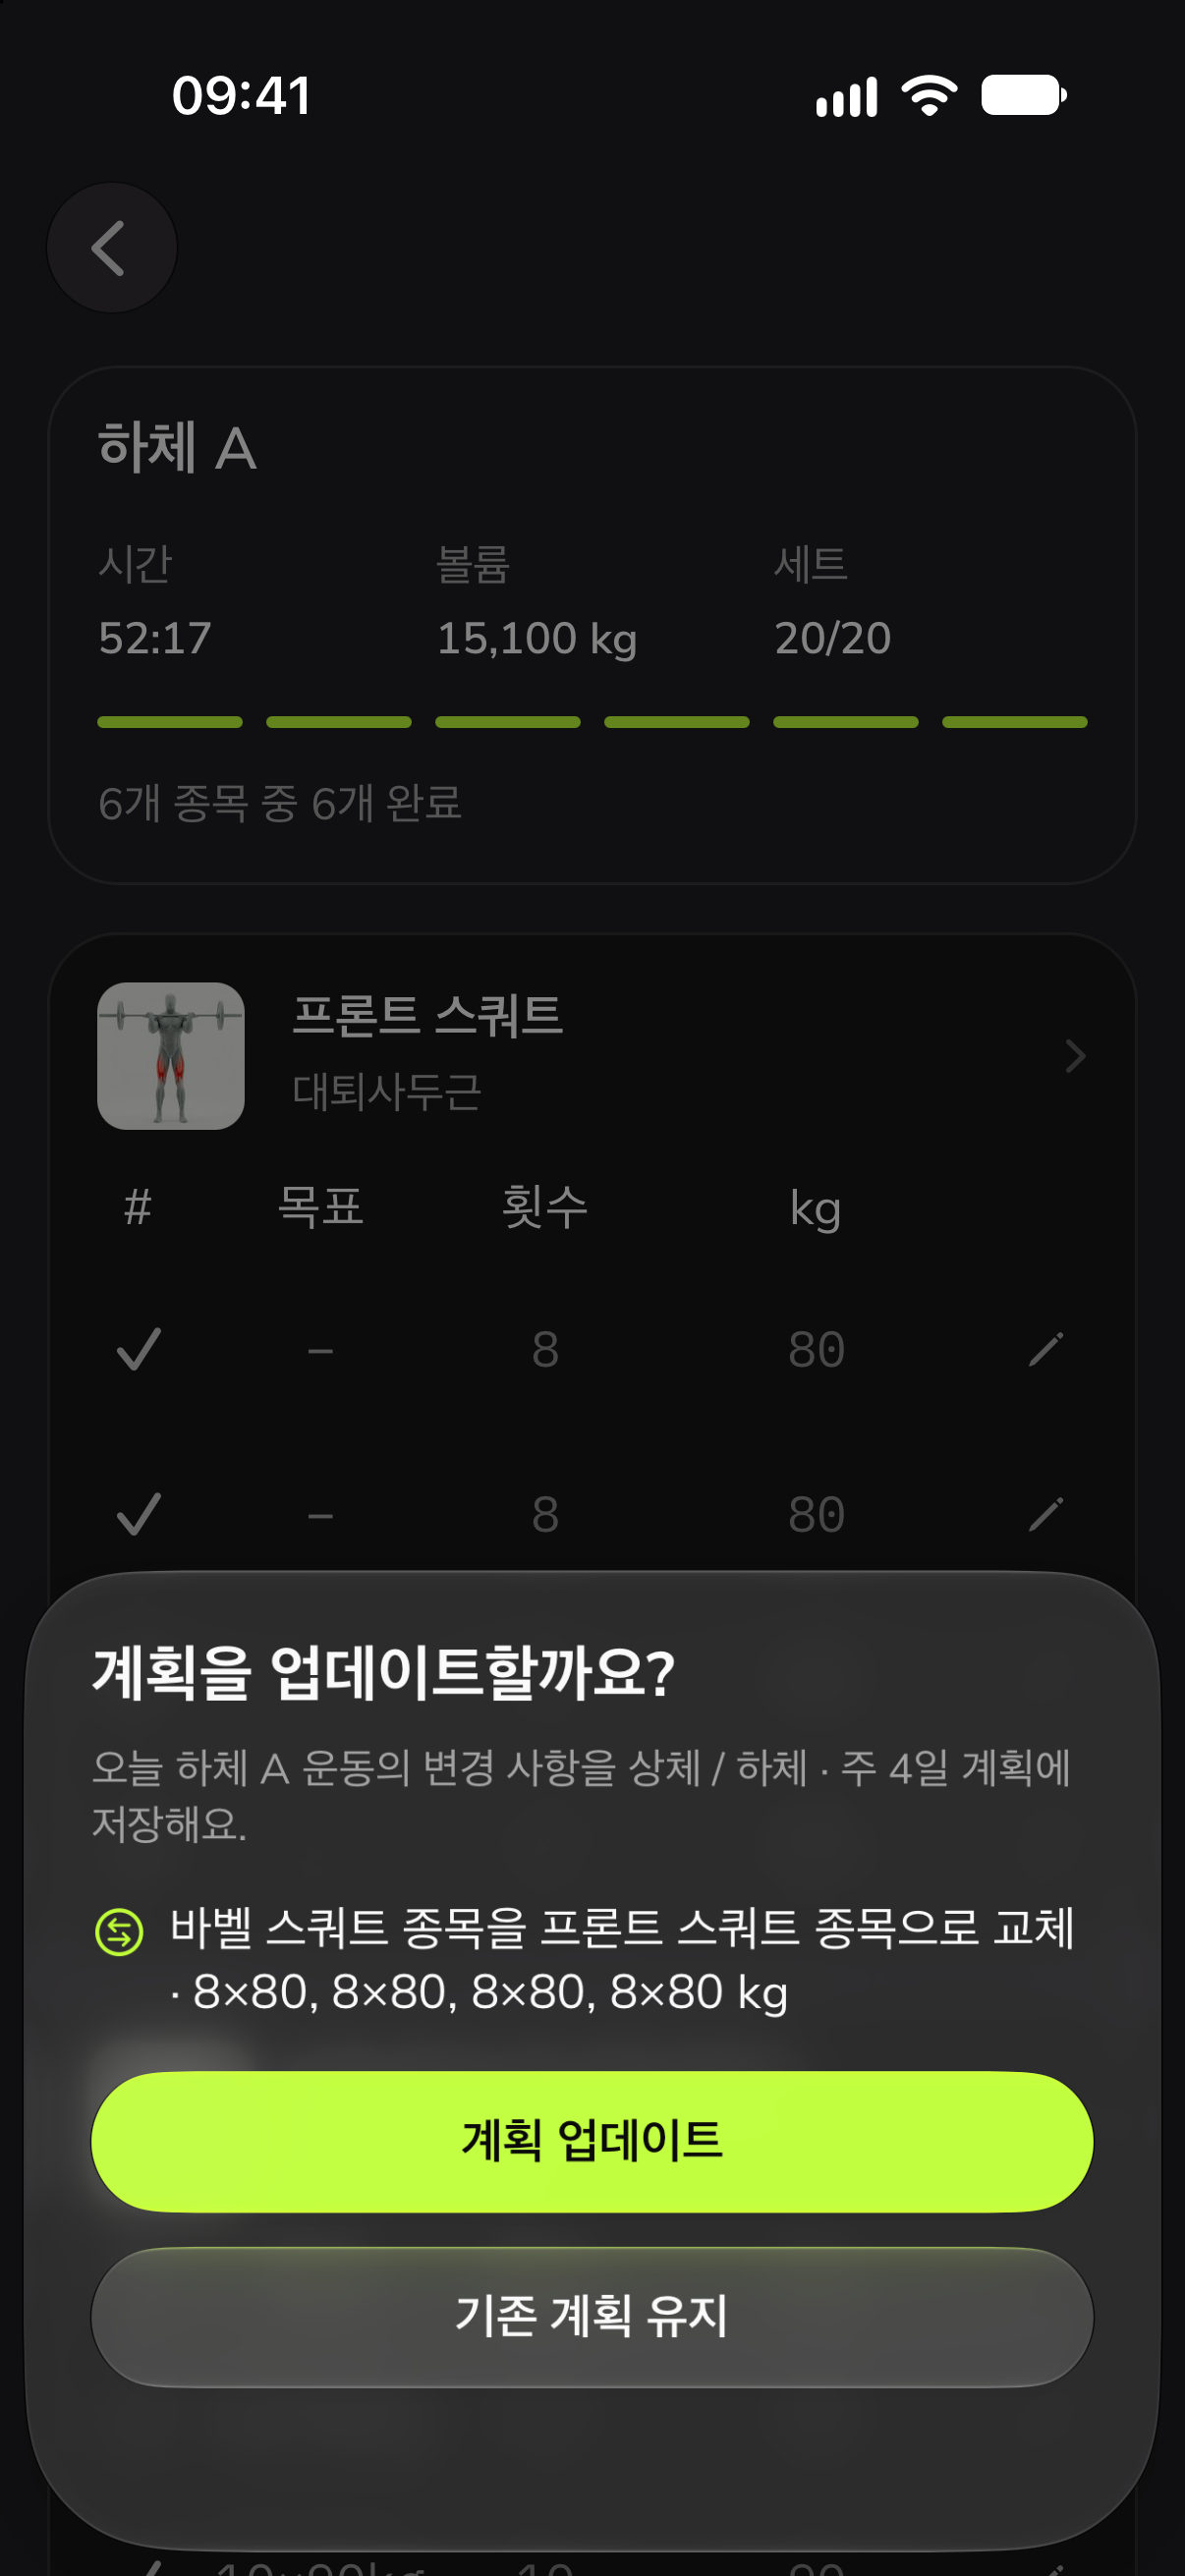 09:41
하체 A
시간 볼륨 세트
52:17 15,100 kg 20/20
6개 종목 중 6개 완료
프론트 스쿼트
대퇴사두근
# 목표 횟수 kg
– 8 80
– 8 80
계획을 업데이트할까요?
오늘 하체 A 운동의 변경 사항을 상체 / 하체 · 주 4일 계획에
저장해요.
바벨 스쿼트 종목을 프론트 스쿼트 종목으로 교체
· 8×80, 8×80, 8×80, 8×80 kg
계획 업데이트
기존 계획 유지